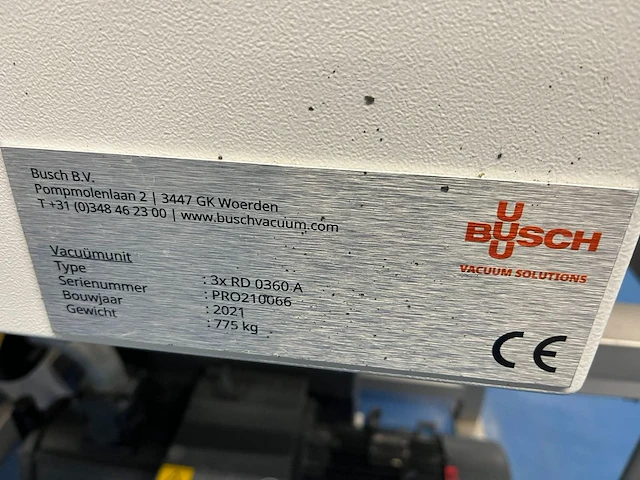 Busch B.V.
Pompmolenlaan 2 | 3447 GK Woerden
T +31 (0)348 46 23 00 | www.buschvacuum.com
Vacuümunit
Type : 3x RD 0360 A
Serienummer : PRO210066
Bouwjaar : 2021
Gewicht : 775 kg
BUSCH
VACUUM SOLUTIONS
CE